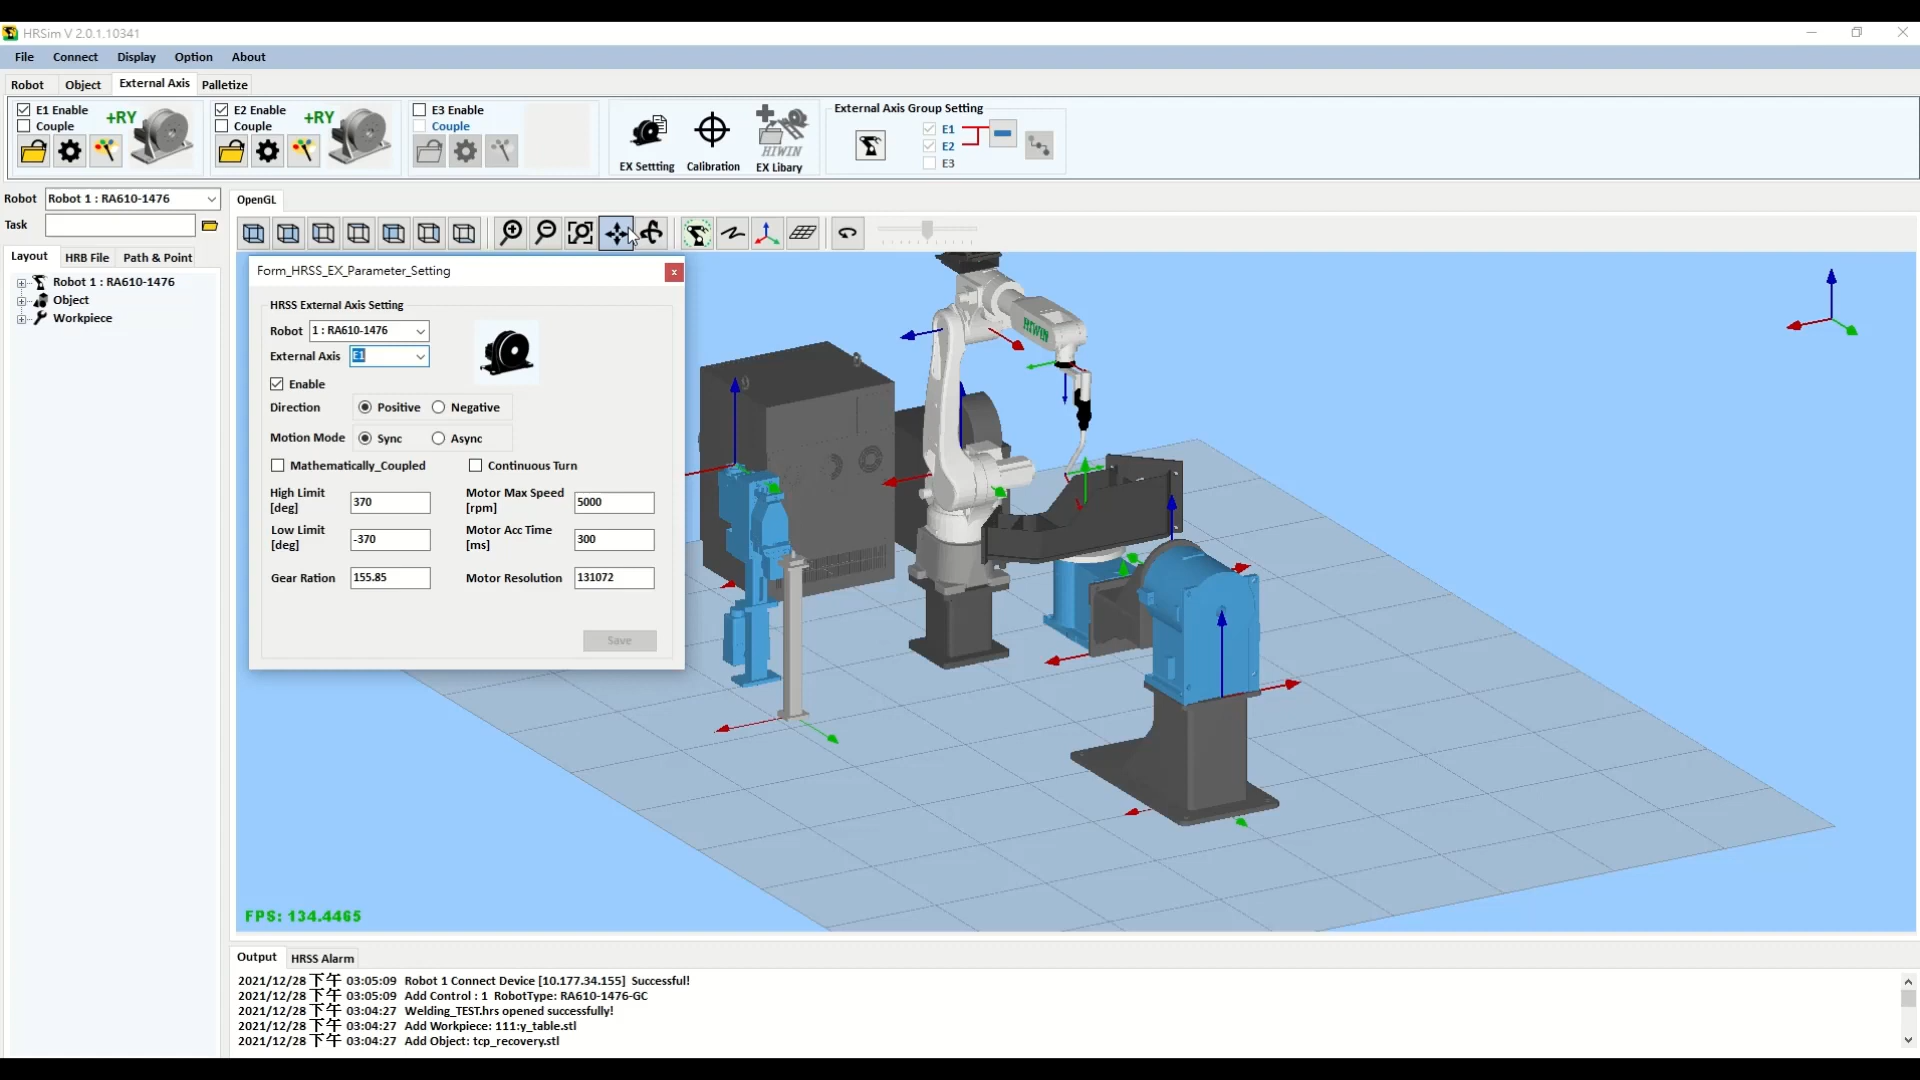 HRSim V 2.0.1.10341
File Connect Display Option About
Robot Object External Axis Palletize
E1 Enable
Couple
+RY
E2 Enable
Couple
+RY
E3 Enable
Couple
EX Settting
Calibration
HIWIN
EX Libary
External Axis Group Setting
E1
E2
E3
Robot Robot 1 : RA610-1476
Task
OpenGL
Layout HRB File Path & Point
Robot 1 : RA610-1476
Object
Workpiece
Form_HRSS_EX_Parameter_Setting
x
HRSS External Axis Setting
Robot 1 : RA610-1476
External Axis E1
Enable
Direction Positive Negative
Motion Mode Sync Async
Mathematically_Coupled Continuous Turn
High Limit [deg] 370 Motor Max Speed [rpm] 5000
Low Limit [deg] -370 Motor Acc Time [ms] 300
Gear Ration 155.85 Motor Resolution 131072
Save
HIWIN
FPS: 134.4465
Output HRSS Alarm
2021/12/28 下午 03:05:09 Robot 1 Connect Device [10.177.34.155] Successful!
2021/12/28 下午 03:05:09 Add Control : 1 RobotType: RA610-1476-GC
2021/12/28 下午 03:04:27 Welding_TEST.hrs opened successfully!
2021/12/28 下午 03:04:27 Add Workpiece: 111:y_table.stl
2021/12/28 下午 03:04:27 Add Object: tcp_recovery.stl